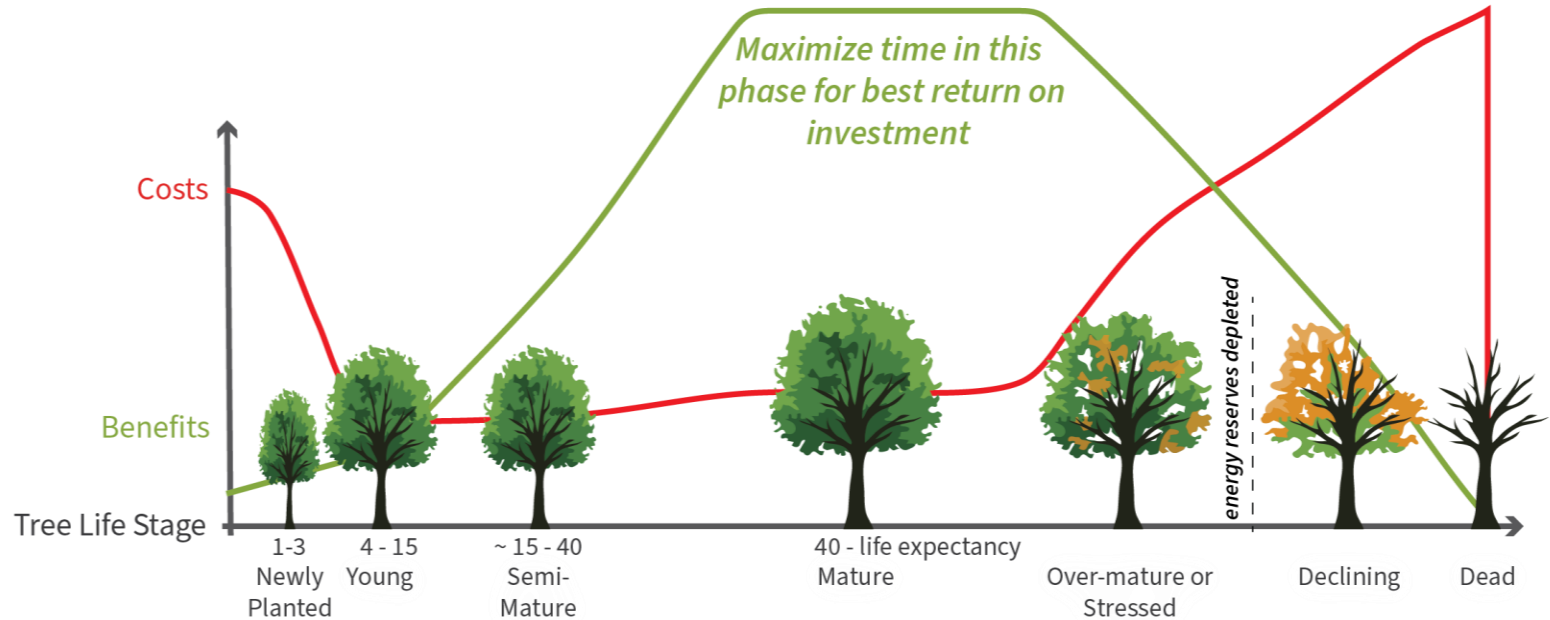 Maximize time in this
phase for best return on
investment
Costs
Benefits
energy reserves depleted
Tree Life Stage
1-3
Newly
Planted
4 - 15
Young
~ 15 - 40
Semi-
Mature
40 - life expectancy
Mature
Over-mature or
Stressed
Declining
Dead